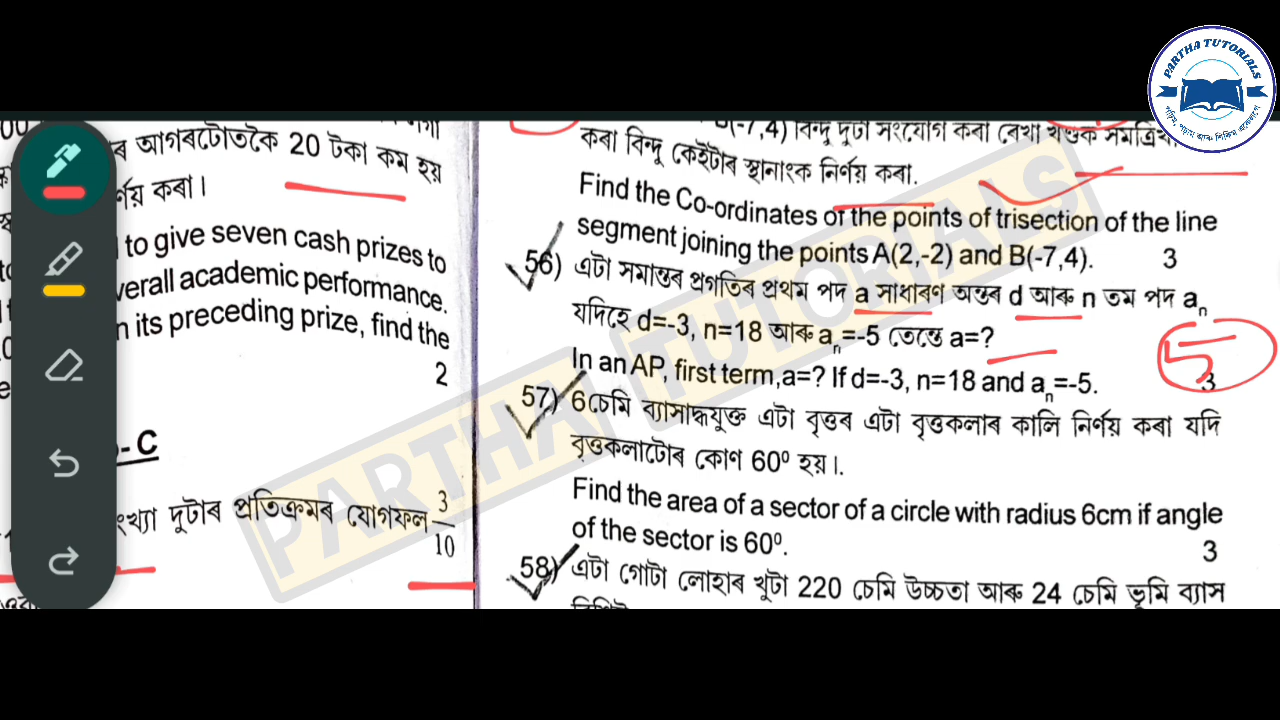 PARTHA TUTORIALS
আগৰটোতকৈ 20 টকা কম হয়
নিৰ্ণয় কৰা।
to give seven cash prizes to
overall academic performance.
its preceding prize, find the
2
- C
সংখ্যা দুটাৰ প্ৰতিক্ৰমৰ যোগফল 3/10
B(-7,4) বিন্দু দুটা সংযোগ কৰা ৰেখা খণ্ডক
কৰা বিন্দু কেইটাৰ স্থানাংক নিৰ্ণয় কৰা.
Find the Co-ordinates of the points of trisection of the line
segment joining the points A(2,-2) and B(-7,4). 3
56) এটা সমান্তৰ প্ৰগতিৰ প্ৰথম পদ a সাধাৰণ অন্তৰ d আৰু n তম পদ aₙ
যদিহে d=-3, n=18 আৰু aₙ=-5 তেন্তে a=?
In an AP, first term,a=? If d=-3, n=18 and aₙ=-5. 3
5
57) 6চেমি ব্যাসাদ্ধযুক্ত এটা বৃত্তৰ এটা বৃত্তকলাৰ কালি নিৰ্ণয় কৰা যদি
বৃত্তকলাটোৰ কোণ 60⁰ হয়।.
Find the area of a sector of a circle with radius 6cm if angle
of the sector is 60⁰. 3
58) এটা গোটা লোহাৰ খুটা 220 চেমি উচ্চতা আৰু 24 চেমি ভূমি ব্যাস
PARTHA TUTORIALS